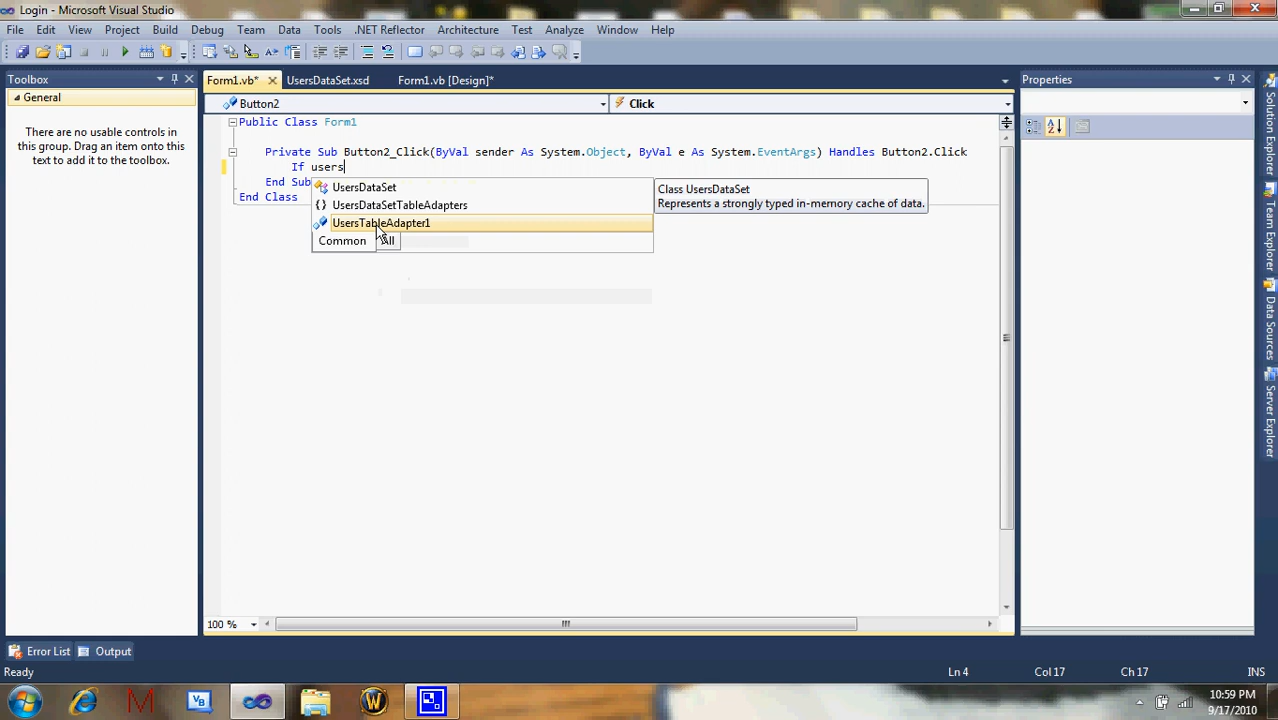 Login - Microsoft Visual Studio
File Edit View Project Build Debug Team Data Tools .NET Reflector Architecture Test Analyze Window Help
Toolbox
General
There are no usable controls in
this group. Drag an item onto this
text to add it to the toolbox.
Form1.vb* UsersDataSet.xsd Form1.vb [Design]*
Button2 Click
Public Class Form1
Private Sub Button2_Click(ByVal sender As System.Object, ByVal e As System.EventArgs) Handles Button2.Click
If users
End Sub
End Class
UsersDataSet
UsersDataSetTableAdapters
UsersTableAdapter1
Common All
Class UsersDataSet
Represents a strongly typed in-memory cache of data.
100 %
Properties
Solution Explorer
Team Explorer
Data Sources
Server Explorer
Error List Output
Ready Ln 4 Col 17 Ch 17 INS
VB
10:59 PM
9/17/2010